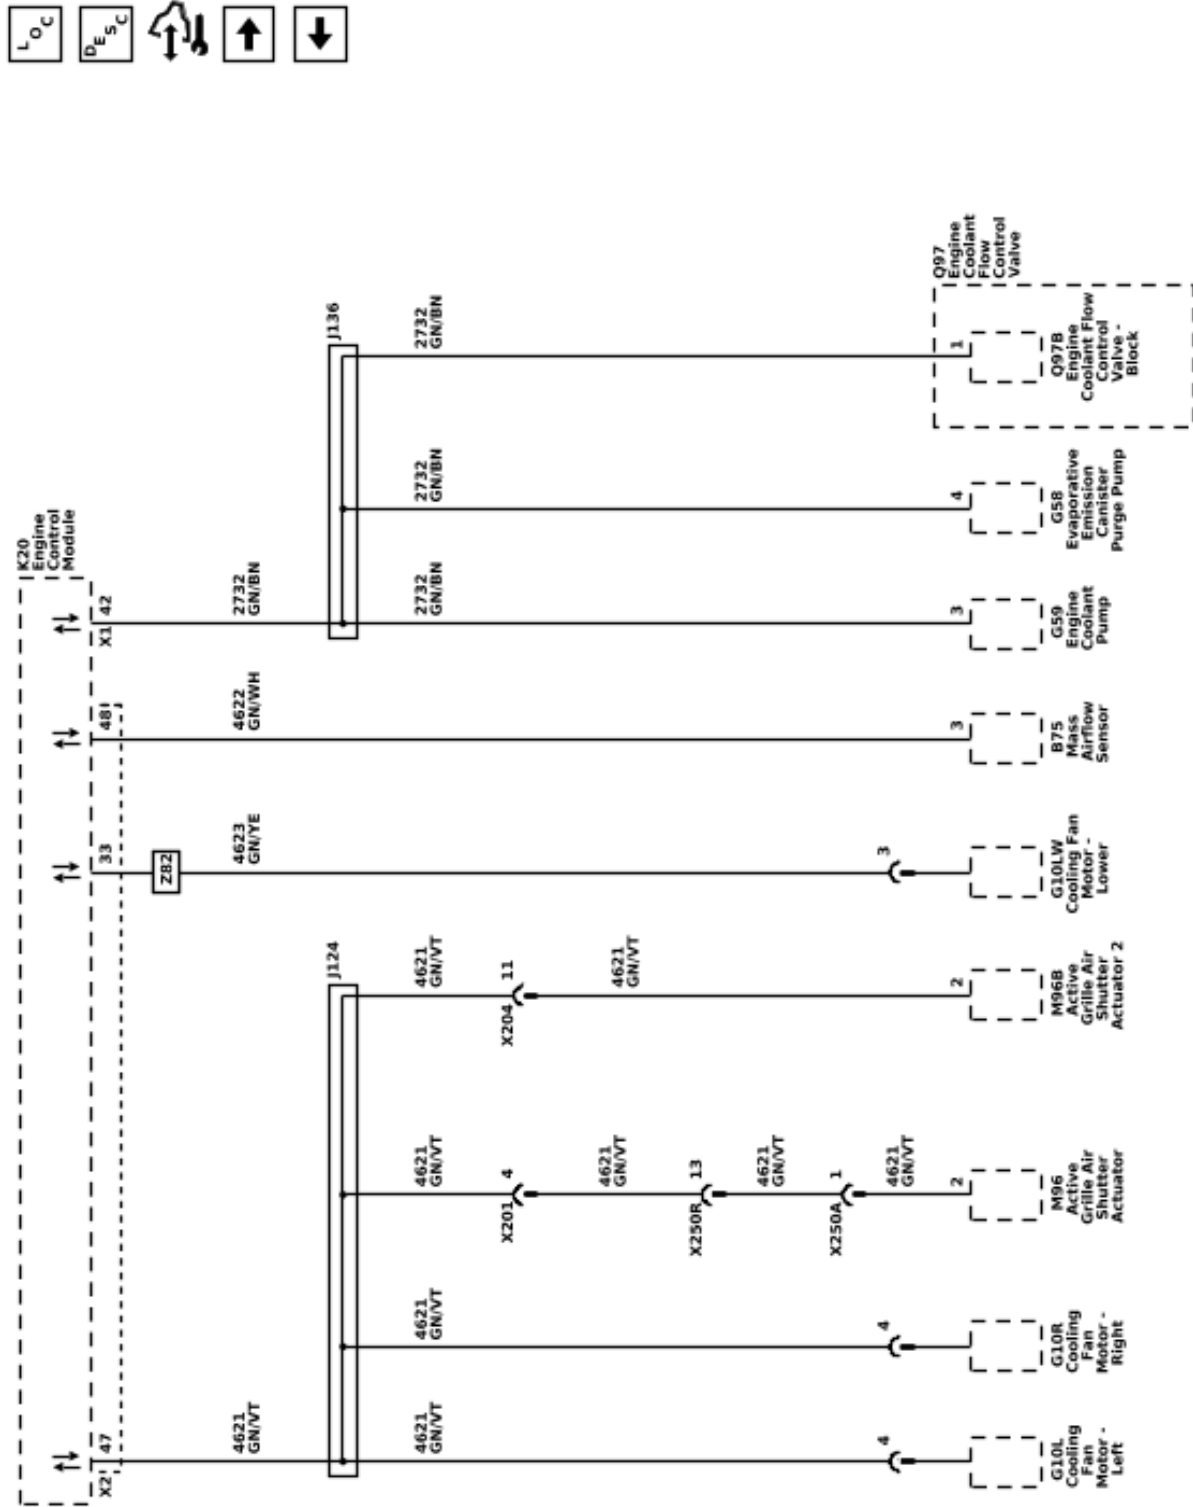 LOC
DESC
K20
Engine
Control
Module
X2
47
33
48
X1
42
4621
GN/VT
Z82
4623
GN/YE
4622
GN/WH
2732
GN/BN
J124
J136
4621
GN/VT
4621
GN/VT
4621
GN/VT
4621
GN/VT
2732
GN/BN
2732
GN/BN
2732
GN/BN
X201
4
X204
11
4621
GN/VT
4621
GN/VT
X250R
13
4621
GN/VT
X250A
1
4621
GN/VT
4
4
3
2
2
3
3
4
1
Q97
Engine
Coolant
Flow
Control
Valve
G10L
Cooling
Fan
Motor -
Left
G10R
Cooling
Fan
Motor -
Right
M96
Active
Grille Air
Shutter
Actuator
M96B
Active
Grille Air
Shutter
Actuator 2
G10LW
Cooling Fan
Motor -
Lower
B75
Mass
Airflow
Sensor
G59
Engine
Coolant
Pump
G58
Evaporative
Emission
Canister
Purge Pump
Q97B
Engine
Coolant Flow
Control
Valve -
Block